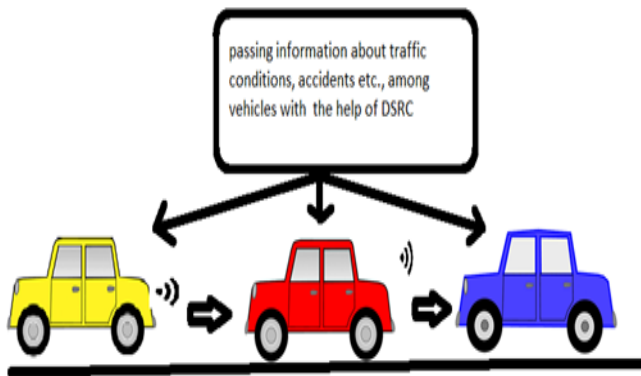 passing information about traffic
conditions, accidents etc., among
vehicles with the help of DSRC